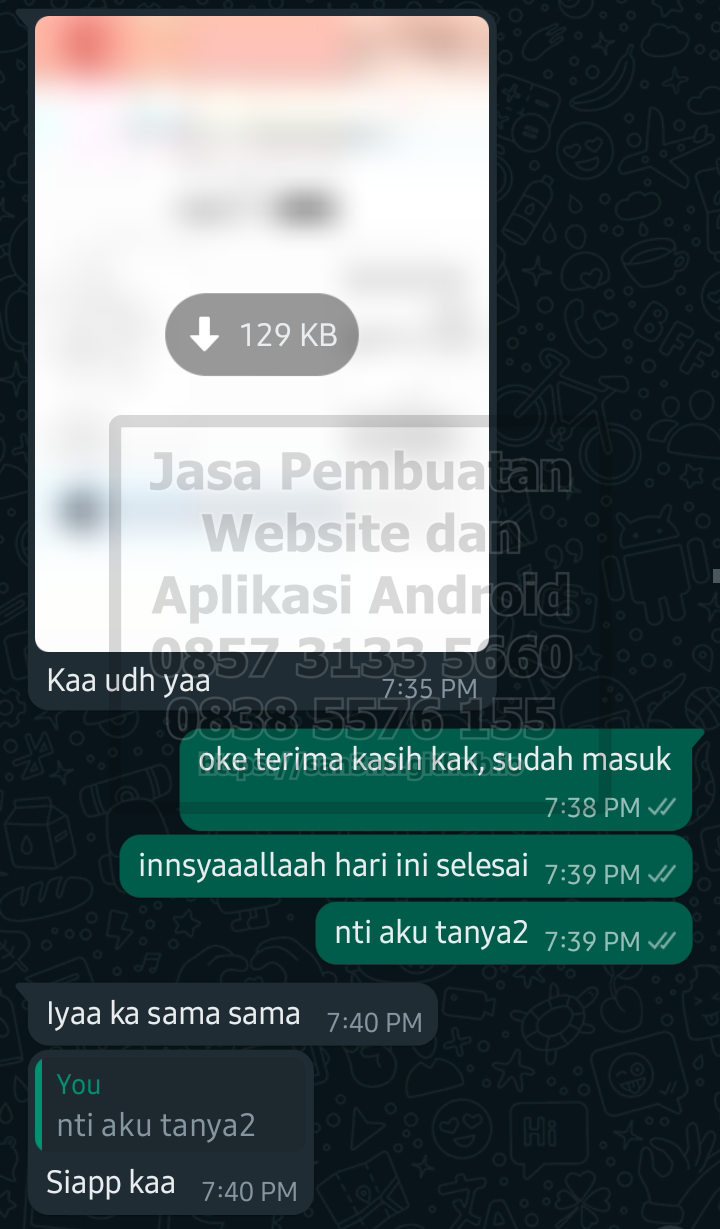 129 KB
Jasa Pembuatan
Website dan
Aplikasi Android
0857 3133 5660
0838 5576 155
Kaa udh yaa
7:35 PM
oke terima kasih kak, sudah masuk
7:38 PM
innsyaaallaah hari ini selesai 7:39 PM
nti aku tanya2 7:39 PM
Iyaa ka sama sama 7:40 PM
You
nti aku tanya2
Siapp kaa 7:40 PM
Hi
BFF